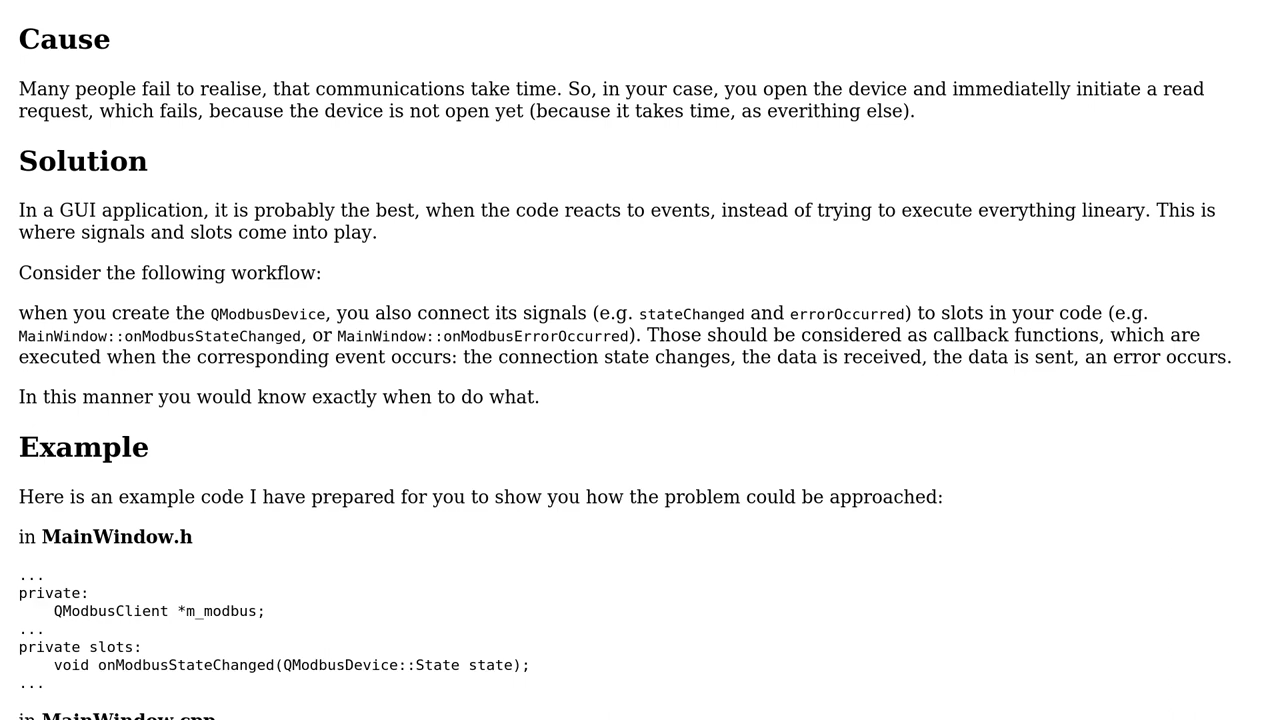 Cause
Many people fail to realise, that communications take time. So, in your case, you open the device and immediatelly initiate a read
request, which fails, because the device is not open yet (because it takes time, as everithing else).
Solution
In a GUI application, it is probably the best, when the code reacts to events, instead of trying to execute everything lineary. This is
where signals and slots come into play.
Consider the following workflow:
when you create the QModbusDevice, you also connect its signals (e.g. stateChanged and errorOccurred) to slots in your code (e.g.
MainWindow::onModbusStateChanged, or MainWindow::onModbusErrorOccurred). Those should be considered as callback functions, which are
executed when the corresponding event occurs: the connection state changes, the data is received, the data is sent, an error occurs.
In this manner you would know exactly when to do what.
Example
Here is an example code I have prepared for you to show you how the problem could be approached:
in MainWindow.h
...
private:
    QModbusClient *m_modbus;
...
private slots:
    void onModbusStateChanged(QModbusDevice::State state);
...
in MainWindow.cpp